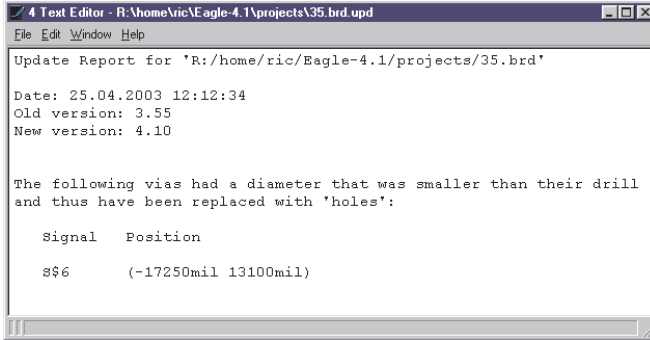 4 Text Editor - R:\home\ric\Eagle-4.1\projects\35.brd.upd
File Edit Window Help
Update Report for 'R:/home/ric/Eagle-4.1/projects/35.brd'
Date: 25.04.2003 12:12:34
Old version: 3.55
New version: 4.10
The following vias had a diameter that was smaller than their drill
and thus have been replaced with 'holes':
Signal Position
S$6 (-17250mil 13100mil)